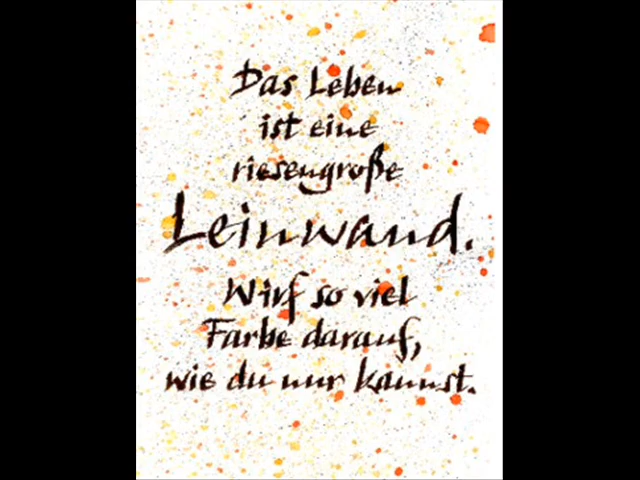 Das Leben
ist eine
riesengroße
Leinwand.
Wirf so viel
Farbe darauf,
wie du nur kannst.